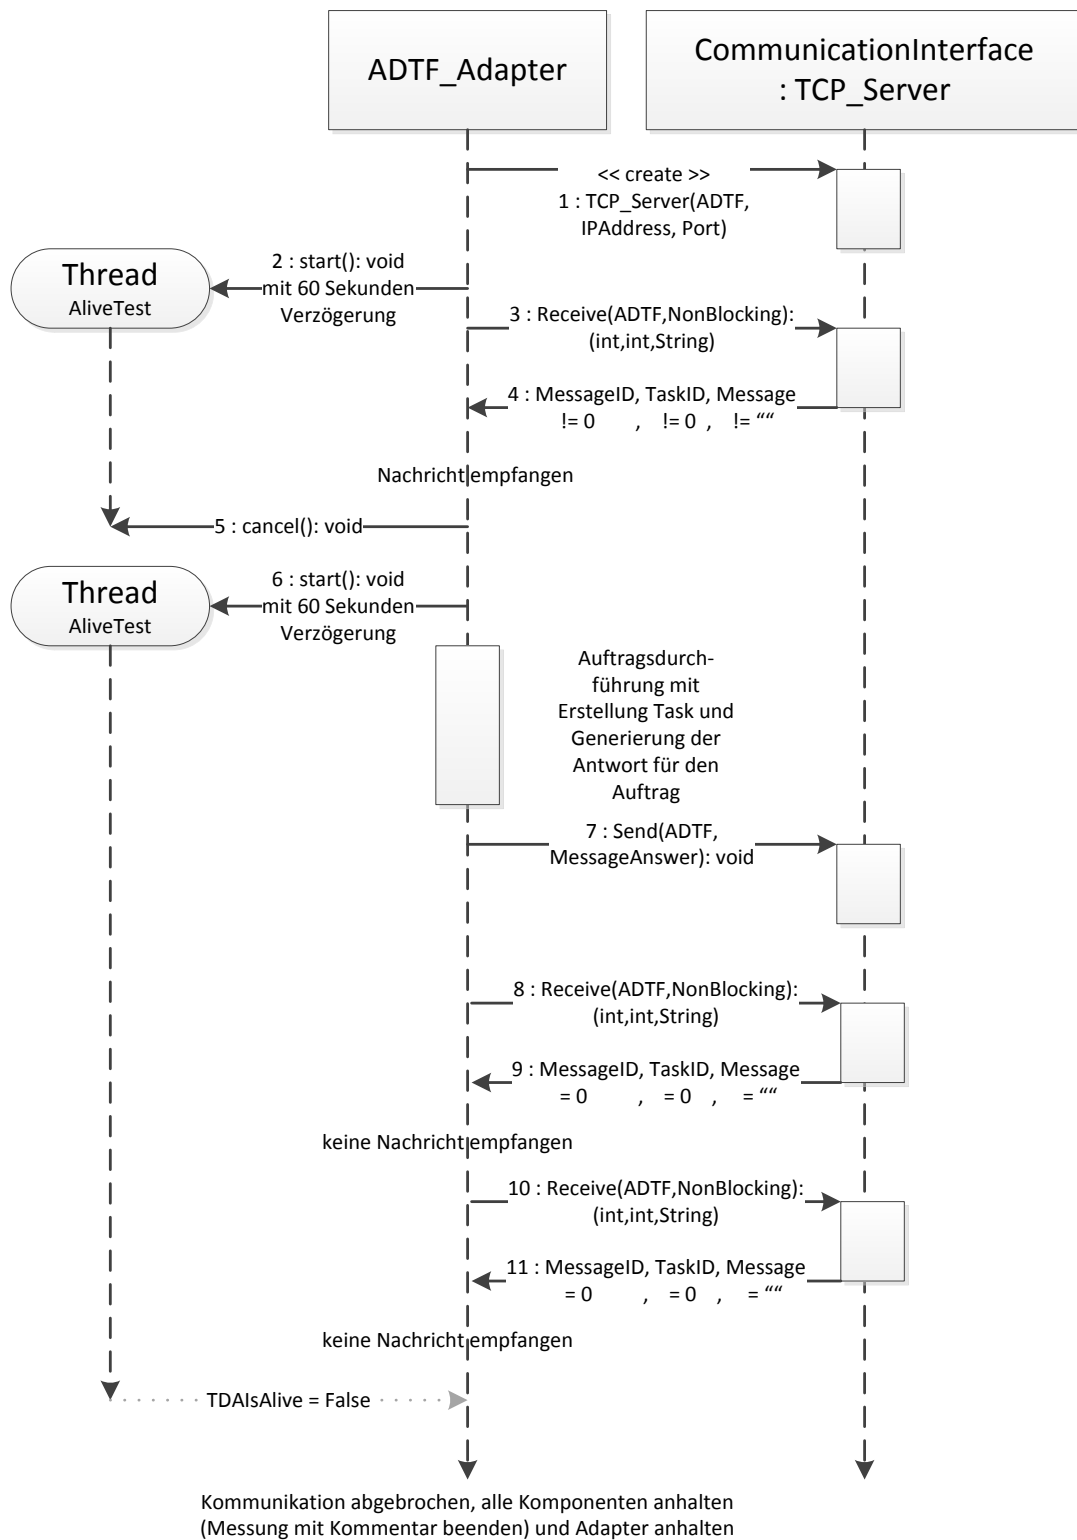 ADTF_Adapter
CommunicationInterface
: TCP_Server
<< create >>
1 : TCP_Server(ADTF,
IPAddress, Port)
Thread
AliveTest
2 : start(): void
mit 60 Sekunden
Verzögerung
3 : Receive(ADTF,NonBlocking):
(int,int,String)
4 : MessageID, TaskID, Message
!= 0 , != 0 , != ““
Nachricht empfangen
5 : cancel(): void
Thread
AliveTest
6 : start(): void
mit 60 Sekunden
Verzögerung
Auftragsdurch-
führung mit
Erstellung Task und
Generierung der
Antwort für den
Auftrag
7 : Send(ADTF,
MessageAnswer): void
8 : Receive(ADTF,NonBlocking):
(int,int,String)
9 : MessageID, TaskID, Message
= 0 , = 0 , = ““
keine Nachricht empfangen
10 : Receive(ADTF,NonBlocking):
(int,int,String)
11 : MessageID, TaskID, Message
= 0 , = 0 , = ““
keine Nachricht empfangen
TDAIsAlive = False
Kommunikation abgebrochen, alle Komponenten anhalten
(Messung mit Kommentar beenden) und Adapter anhalten